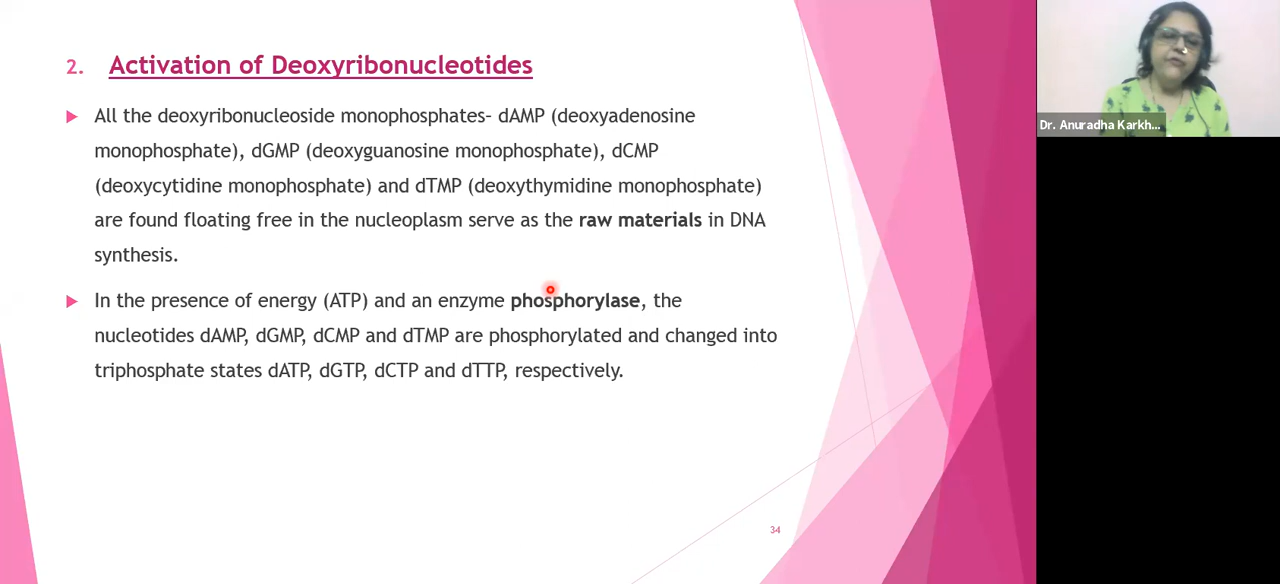 2. Activation of Deoxyribonucleotides
All the deoxyribonucleoside monophosphates- dAMP (deoxyadenosine
monophosphate), dGMP (deoxyguanosine monophosphate), dCMP
(deoxycytidine monophosphate) and dTMP (deoxythymidine monophosphate)
are found floating free in the nucleoplasm serve as the raw materials in DNA
synthesis.
In the presence of energy (ATP) and an enzyme phosphorylase, the
nucleotides dAMP, dGMP, dCMP and dTMP are phosphorylated and changed into
triphosphate states dATP, dGTP, dCTP and dTTP, respectively.
34
Dr. Anuradha Karkh...